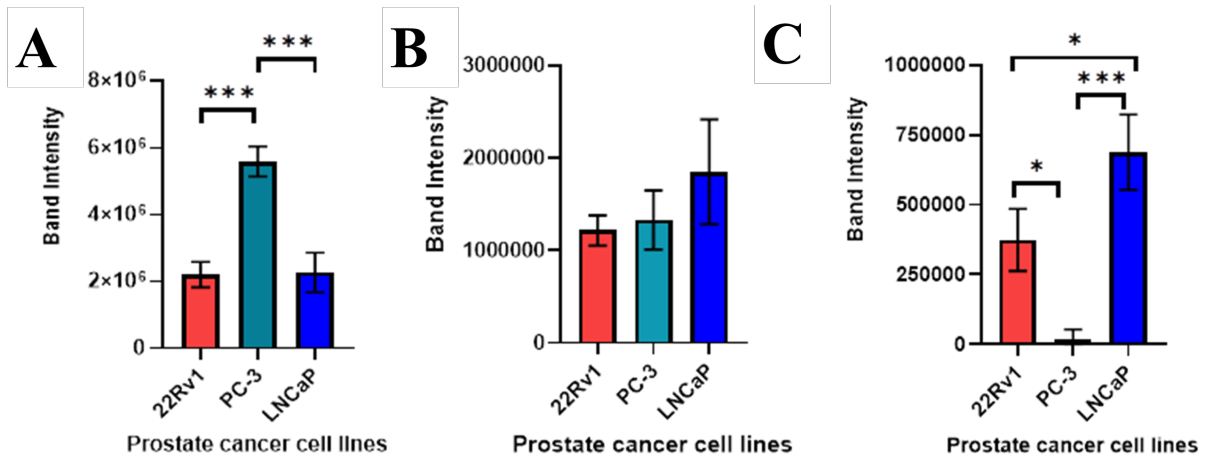 A
***
***
8×10⁶
6×10⁶
4×10⁶
2×10⁶
0
Band Intensity
22Rv1
PC-3
LNCaP
Prostate cancer cell lines
B
3000000
2000000
1000000
0
Band Intensity
22Rv1
PC-3
LNCaP
Prostate cancer cell lines
C
*
***
*
1000000
750000
500000
250000
0
Band Intensity
22Rv1
PC-3
LNCaP
Prostate cancer cell lines